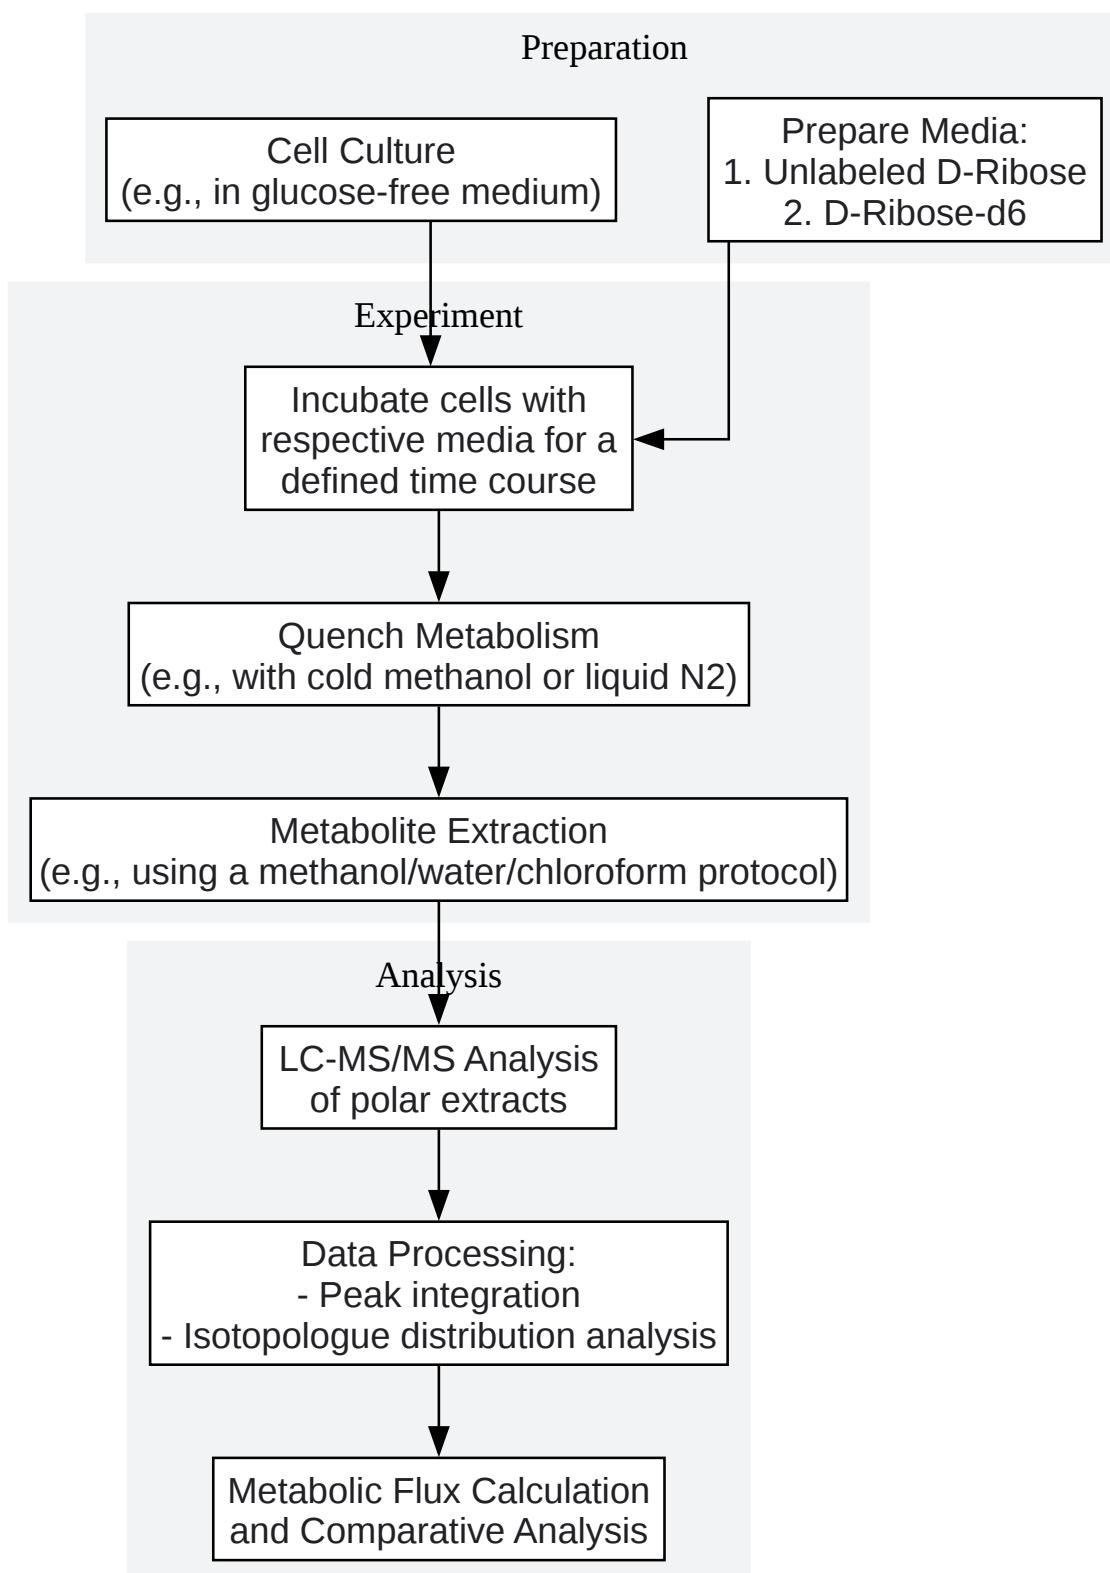 Preparation
Cell Culture
(e.g., in glucose-free medium)
Prepare Media:
1. Unlabeled D-Ribose
2. D-Ribose-d6
Experiment
Incubate cells with
respective media for a
defined time course
Quench Metabolism
(e.g., with cold methanol or liquid N2)
Metabolite Extraction
(e.g., using a methanol/water/chloroform protocol)
Analysis
LC-MS/MS Analysis
of polar extracts
Data Processing:
- Peak integration
- Isotopologue distribution analysis
Metabolic Flux Calculation
and Comparative Analysis